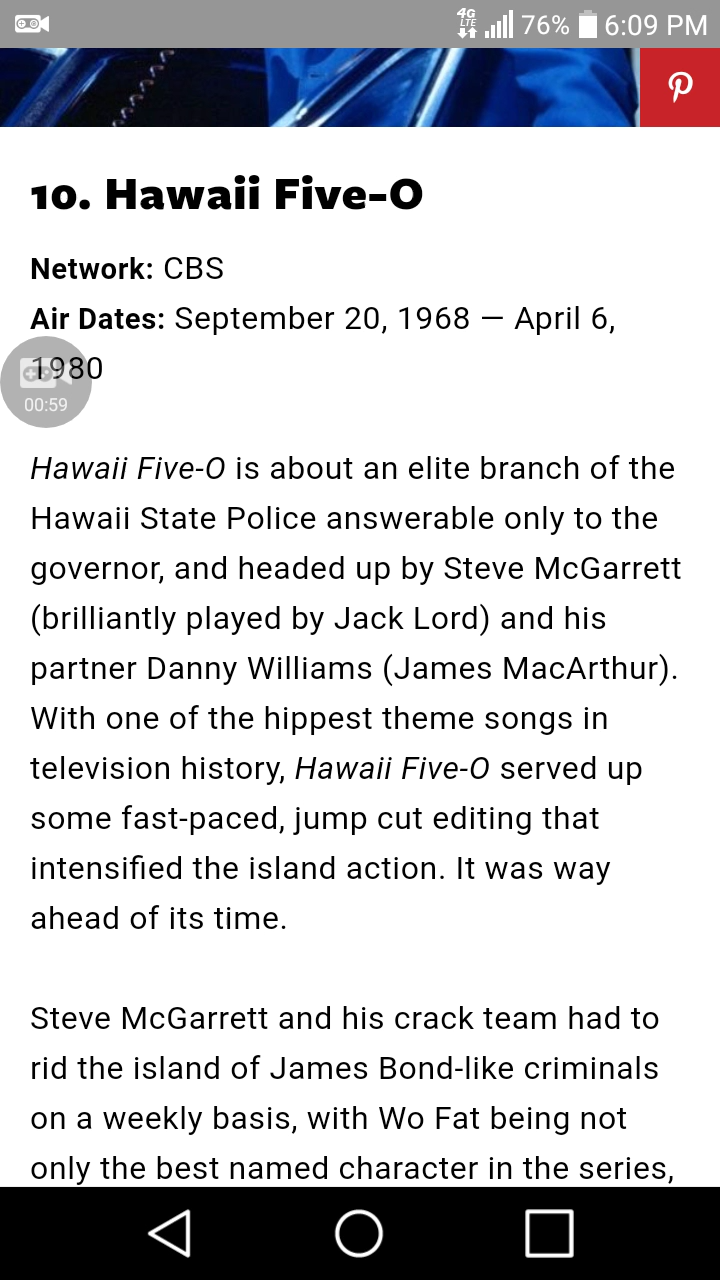 4G
LTE
76%
6:09 PM
10. Hawaii Five-O
Network: CBS
Air Dates: September 20, 1968 — April 6,
1980
00:59
Hawaii Five-O is about an elite branch of the
Hawaii State Police answerable only to the
governor, and headed up by Steve McGarrett
(brilliantly played by Jack Lord) and his
partner Danny Williams (James MacArthur).
With one of the hippest theme songs in
television history, Hawaii Five-O served up
some fast-paced, jump cut editing that
intensified the island action. It was way
ahead of its time.
Steve McGarrett and his crack team had to
rid the island of James Bond-like criminals
on a weekly basis, with Wo Fat being not
only the best named character in the series,